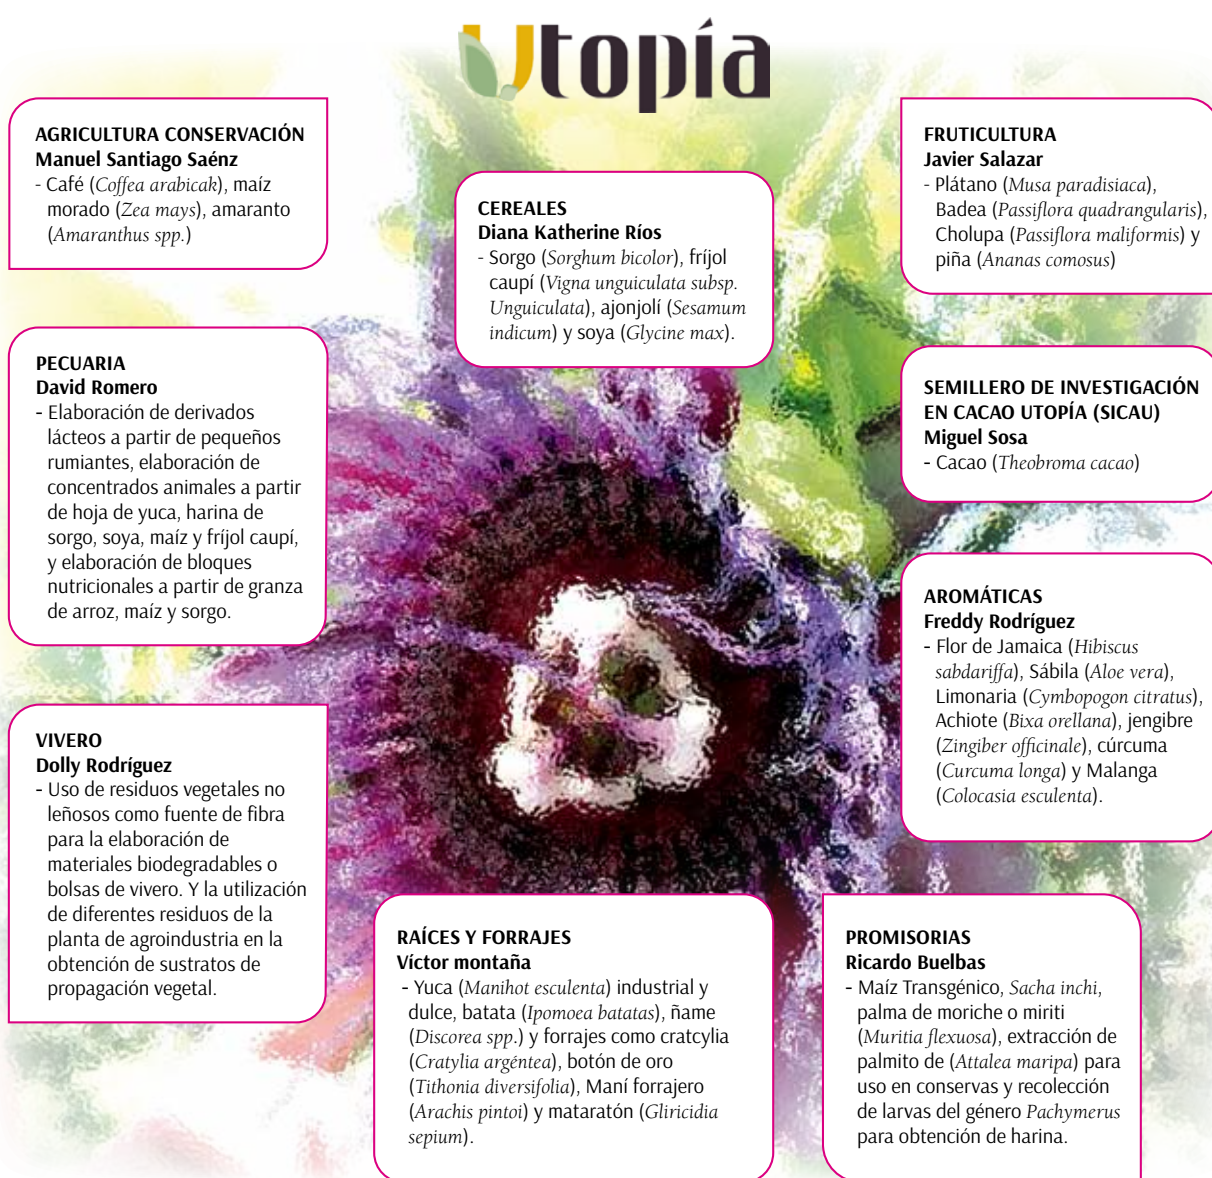 Utopía
AGRICULTURA CONSERVACIÓN
Manuel Santiago Saénz
- Café (Coffea arabicak), maíz
morado (Zea mays), amaranto
(Amaranthus spp.)
CEREALES
Diana Katherine Ríos
- Sorgo (Sorghum bicolor), fríjol
caupí (Vigna unguiculata subsp.
Unguiculata), ajonjolí (Sesamum
indicum) y soya (Glycine max).
FRUTICULTURA
Javier Salazar
- Plátano (Musa paradisiaca),
Badea (Passiflora quadrangularis),
Cholupa (Passiflora maliformis) y
piña (Ananas comosus)
PECUARIA
David Romero
- Elaboración de derivados
lácteos a partir de pequeños
rumiantes, elaboración de
concentrados animales a partir
de hoja de yuca, harina de
sorgo, soya, maíz y fríjol caupí,
y elaboración de bloques
nutricionales a partir de granza
de arroz, maíz y sorgo.
SEMILLERO DE INVESTIGACIÓN
EN CACAO UTOPÍA (SICAU)
Miguel Sosa
- Cacao (Theobroma cacao)
AROMÁTICAS
Freddy Rodríguez
- Flor de Jamaica (Hibiscus
sabdariffa), Sábila (Aloe vera),
Limonaria (Cymbopogon citratus),
Achiote (Bixa orellana), jengibre
(Zingiber officinale), cúrcuma
(Curcuma longa) y Malanga
(Colocasia esculenta).
VIVERO
Dolly Rodríguez
- Uso de residuos vegetales no
leñosos como fuente de fibra
para la elaboración de
materiales biodegradables o
bolsas de vivero. Y la utilización
de diferentes residuos de la
planta de agroindustria en la
obtención de sustratos de
propagación vegetal.
RAÍCES Y FORRAJES
Víctor montaña
- Yuca (Manihot esculenta) industrial y
dulce, batata (Ipomoea batatas), ñame
(Discorea spp.) y forrajes como cratcylia
(Cratylia argéntea), botón de oro
(Tithonia diversifolia), Maní forrajero
(Arachis pintoi) y mataratón (Gliricidia
sepium).
PROMISORIAS
Ricardo Buelbas
- Maíz Transgénico, Sacha inchi,
palma de moriche o miriti
(Muritia flexuosa), extracción de
palmito de (Attalea maripa) para
uso en conservas y recolección
de larvas del género Pachymerus
para obtención de harina.